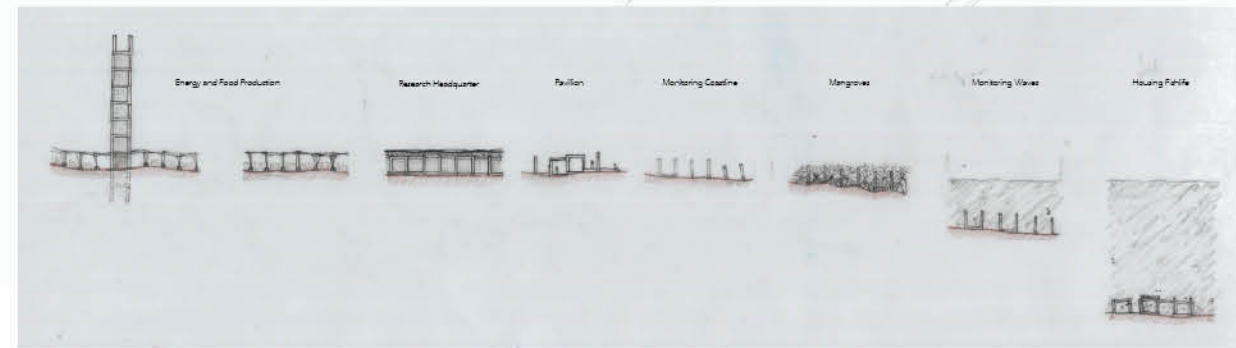 Energy and Food Production
Research Headquarter
Pavilion
Monitoring Coastline
Mangroves
Monitoring Waves
Housing Fishlife